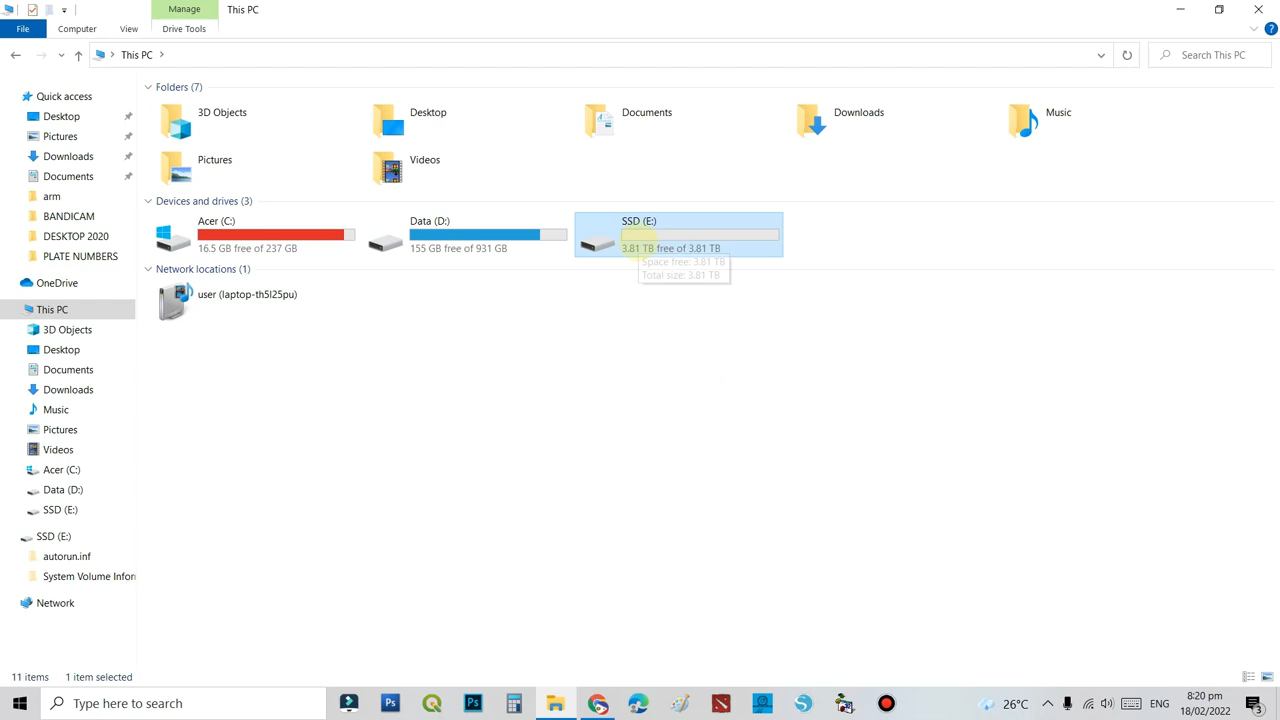 Manage
This PC
File
Computer
View
Drive Tools
This PC
Search This PC
Quick access
Desktop
Pictures
Downloads
Documents
arm
BANDICAM
DESKTOP 2020
PLATE NUMBERS
OneDrive
This PC
3D Objects
Desktop
Documents
Downloads
Music
Pictures
Videos
Acer (C:)
Data (D:)
SSD (E:)
SSD (E:)
autorun.inf
System Volume Infor
Network
Folders (7)
3D Objects
Desktop
Documents
Downloads
Music
Pictures
Videos
Devices and drives (3)
Acer (C:)
16.5 GB free of 237 GB
Data (D:)
155 GB free of 931 GB
SSD (E:)
3.81 TB free of 3.81 TB
Space free: 3.81 TB
Total size: 3.81 TB
Network locations (1)
user (laptop-th5l25pu)
11 items
1 item selected
Type here to search
Ps
Ps
26°C
ENG
8:20 pm
18/02/2022
3